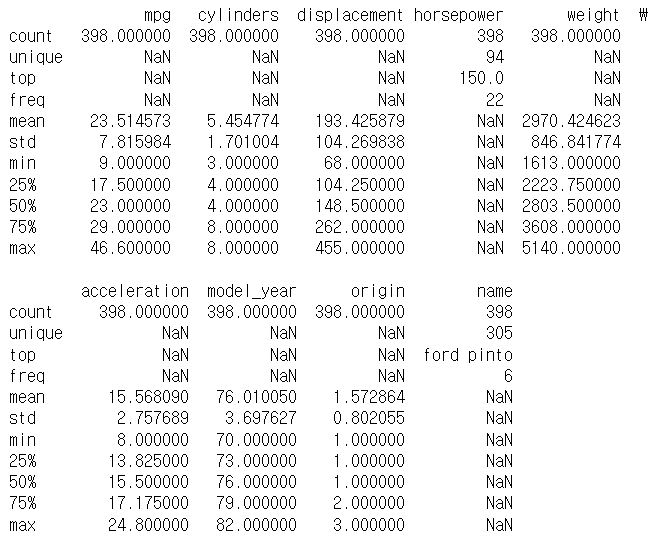 mpg cylinders displacement horsepower weight ₩
count 398.000000 398.000000 398.000000 398 398.000000
unique NaN NaN NaN 94 NaN
top NaN NaN NaN 150.0 NaN
freq NaN NaN NaN 22 NaN
mean 23.514573 5.454774 193.425879 NaN 2970.424623
std 7.815984 1.701004 104.269838 NaN 846.841774
min 9.000000 3.000000 68.000000 NaN 1613.000000
25% 17.500000 4.000000 104.250000 NaN 2223.750000
50% 23.000000 4.000000 148.500000 NaN 2803.500000
75% 29.000000 8.000000 262.000000 NaN 3608.000000
max 46.600000 8.000000 455.000000 NaN 5140.000000
acceleration model_year origin name
count 398.000000 398.000000 398.000000 398
unique NaN NaN NaN 305
top NaN NaN NaN ford pinto
freq NaN NaN NaN 6
mean 15.568090 76.010050 1.572864 NaN
std 2.757689 3.697627 0.802055 NaN
min 8.000000 70.000000 1.000000 NaN
25% 13.825000 73.000000 1.000000 NaN
50% 15.500000 76.000000 1.000000 NaN
75% 17.175000 79.000000 2.000000 NaN
max 24.800000 82.000000 3.000000 NaN